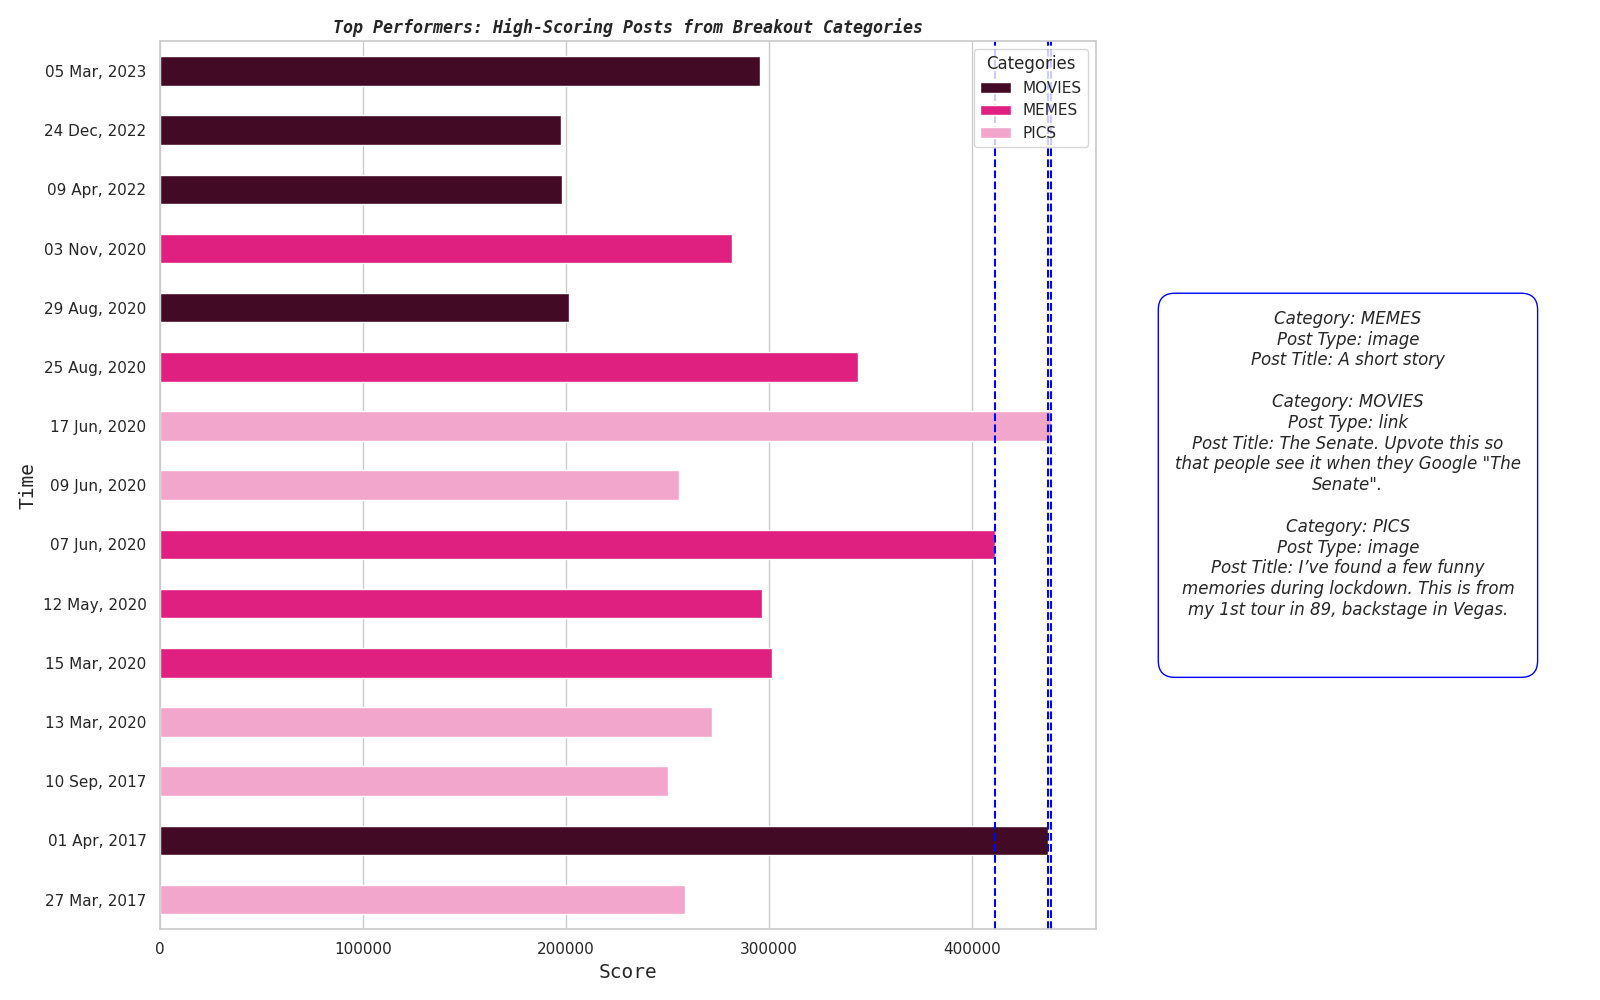 Top Performers: High-Scoring Posts from Breakout Categories
Categories
MOVIES
MEMES
PICS
05 Mar, 2023
24 Dec, 2022
09 Apr, 2022
03 Nov, 2020
29 Aug, 2020
25 Aug, 2020
17 Jun, 2020
09 Jun, 2020
07 Jun, 2020
12 May, 2020
15 Mar, 2020
13 Mar, 2020
10 Sep, 2017
01 Apr, 2017
27 Mar, 2017
Time
0
100000
200000
300000
400000
Score
Category: MEMES
Post Type: image
Post Title: A short story
Category: MOVIES
Post Type: link
Post Title: The Senate. Upvote this so
that people see it when they Google "The
Senate".
Category: PICS
Post Type: image
Post Title: I’ve found a few funny
memories during lockdown. This is from
my 1st tour in 89, backstage in Vegas.